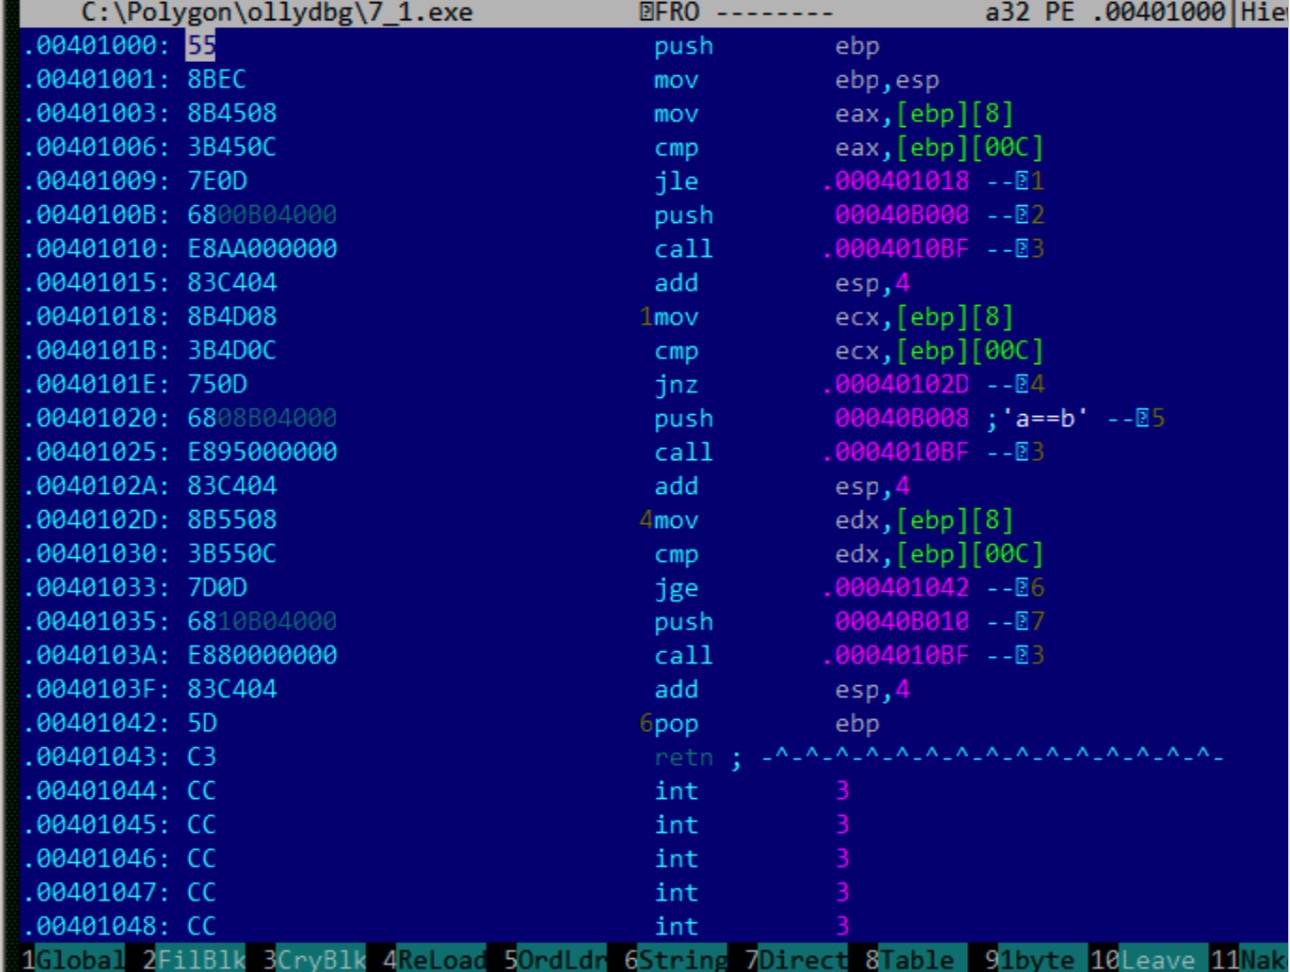 C:\Polygon\ollydbg\7_1.exe FRO -------- a32 PE .00401000|Hie
.00401000: 55 push ebp
.00401001: 8BEC mov ebp,esp
.00401003: 8B4508 mov eax,[ebp][8]
.00401006: 3B450C cmp eax,[ebp][00C]
.00401009: 7E0D jle .000401018 --1
.0040100B: 6800B04000 push 00040B000 --2
.00401010: E8AA000000 call .0004010BF --3
.00401015: 83C404 add esp,4
.00401018: 8B4D08 1mov ecx,[ebp][8]
.0040101B: 3B4D0C cmp ecx,[ebp][00C]
.0040101E: 750D jnz .00040102D --4
.00401020: 6808B04000 push 00040B008 ;'a==b' --5
.00401025: E895000000 call .0004010BF --3
.0040102A: 83C404 add esp,4
.0040102D: 8B5508 4mov edx,[ebp][8]
.00401030: 3B550C cmp edx,[ebp][00C]
.00401033: 7D0D jge .000401042 --6
.00401035: 6810B04000 push 00040B010 --7
.0040103A: E880000000 call .0004010BF --3
.0040103F: 83C404 add esp,4
.00401042: 5D 6pop ebp
.00401043: C3 retn ; -^-^-^-^-^-^-^-^-^-^-^-^-^-^-^-
.00401044: CC int 3
.00401045: CC int 3
.00401046: CC int 3
.00401047: CC int 3
.00401048: CC int 3
1Global 2FilBlk 3CryBlk 4ReLoad 5OrdLdr 6String 7Direct 8Table 91byte 10Leave 11Nak